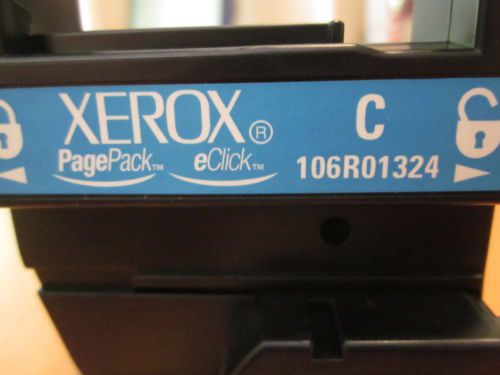 XEROX®
PagePack™ eClick™
C
106R01324